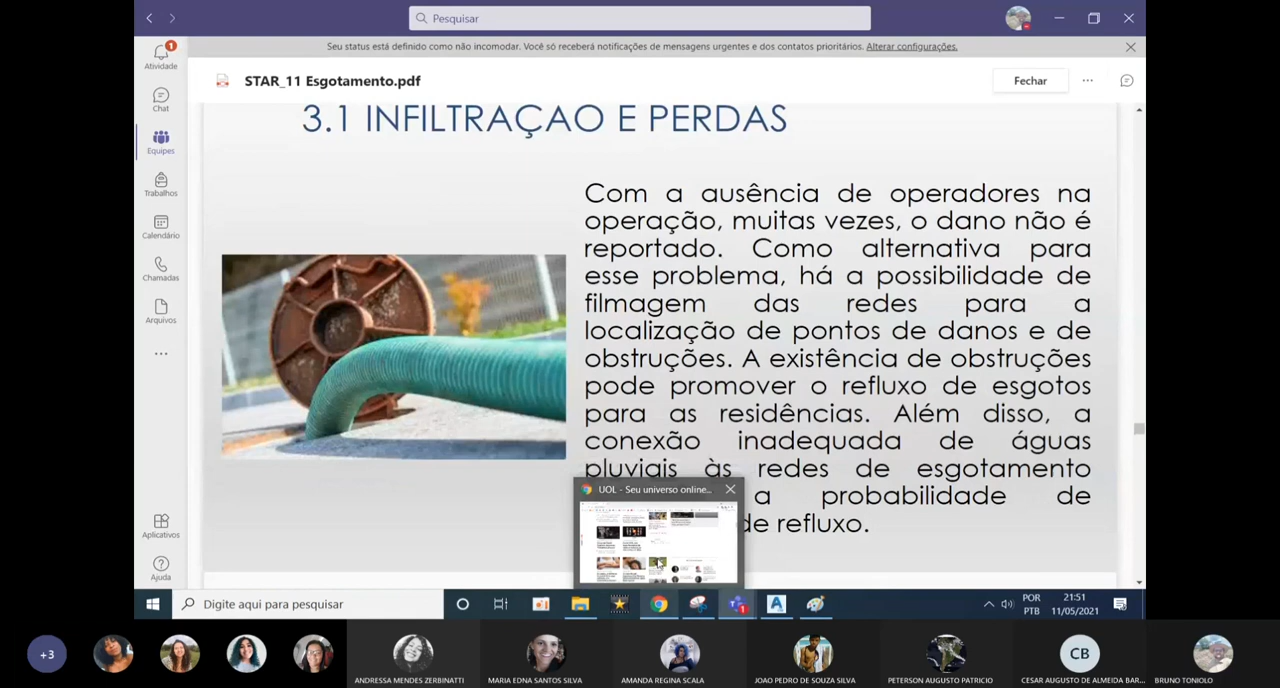 Pesquisar
Seu status está definido como não incomodar. Você só receberá notificações de mensagens urgentes e dos contatos prioritários. Alterar configurações.
1
Atividade
Chat
Equipes
Trabalhos
Calendário
Chamadas
Arquivos
Aplicativos
Ajuda
STAR_11 Esgotamento.pdf
Fechar
3.1 INFILTRAÇAO E PERDAS
Com a ausência de operadores na
operação, muitas vezes, o dano não é
reportado. Como alternativa para
esse problema, há a possibilidade de
filmagem das redes para a
localização de pontos de danos e de
obstruções. A existência de obstruções
pode promover o refluxo de esgotos
para as residências. Além disso, a
conexão inadequada de águas
pluviais às redes de esgotamento
a probabilidade de
de refluxo.
UOL - Seu universo online...
Digite aqui para pesquisar
POR
PTB
21:51
11/05/2021
+3
ANDRESSA MENDES ZERBINATTI
MARIA EDNA SANTOS SILVA
AMANDA REGINA SCALA
JOAO PEDRO DE SOUZA SILVA
PETERSON AUGUSTO PATRICIO
CB
CESAR AUGUSTO DE ALMEIDA BAR...
BRUNO TONIOLO